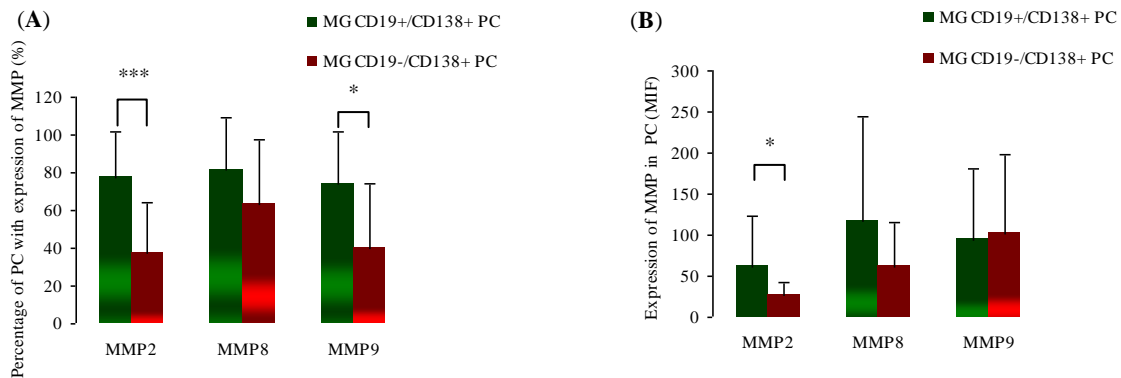 (A)
MG CD19+/CD138+ PC
MG CD19-/CD138+ PC
Percentage of PC with expression of MMP (%)
120
100
80
60
40
20
0
***
*
MMP2 MMP8 MMP9
(B)
MG CD19+/CD138+ PC
MG CD19-/CD138+ PC
Expression of MMP in PC (MIF)
300
250
200
150
100
50
0
*
MMP2 MMP8 MMP9